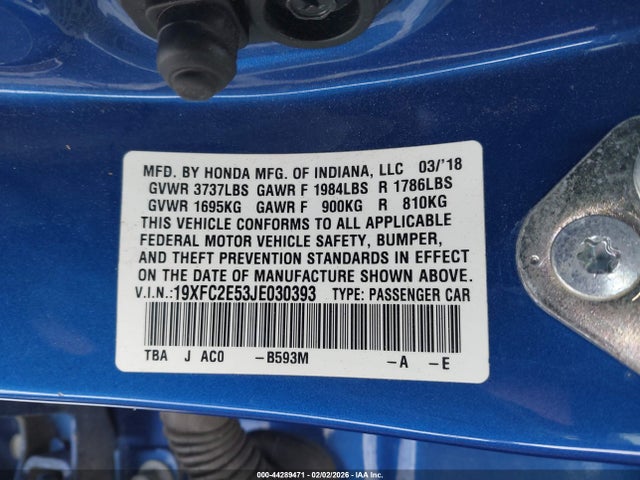 MFD. BY HONDA MFG. OF INDIANA, LLC 03/'18
GVWR 3737LBS GAWR F 1984LBS R 1786LBS
GVWR 1695KG GAWR F 900KG R 810KG
THIS VEHICLE CONFORMS TO ALL APPLICABLE
FEDERAL MOTOR VEHICLE SAFETY, BUMPER,
AND THEFT PREVENTION STANDARDS IN EFFECT
ON THE DATE OF MANUFACTURE SHOWN ABOVE.
V.I.N.:19XFC2E53JE030393 TYPE: PASSENGER CAR
TBA J AC0 -B593M -A -E
000-44289471 | 02/02/2026 - Copyright IAA, Inc.